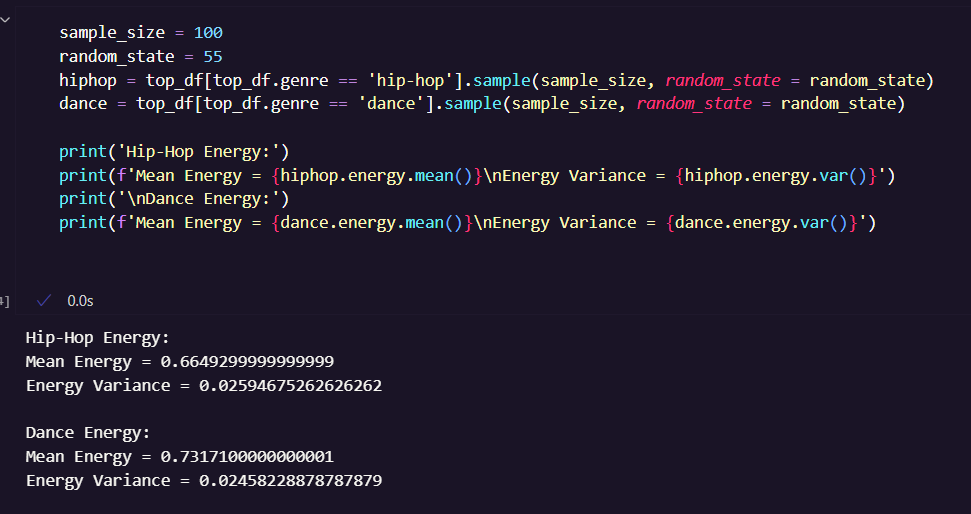 sample_size = 100
random_state = 55
hiphop = top_df[top_df.genre == 'hip-hop'].sample(sample_size, random_state = random_state)
dance = top_df[top_df.genre == 'dance'].sample(sample_size, random_state = random_state)
print('Hip-Hop Energy:')
print(f'Mean Energy = {hiphop.energy.mean()}\nEnergy Variance = {hiphop.energy.var()}')
print('\nDance Energy:')
print(f'Mean Energy = {dance.energy.mean()}\nEnergy Variance = {dance.energy.var()}')
4]
0.0s
Hip-Hop Energy:
Mean Energy = 0.6649299999999999
Energy Variance = 0.02594675262626262
Dance Energy:
Mean Energy = 0.7317100000000001
Energy Variance = 0.02458228878787879